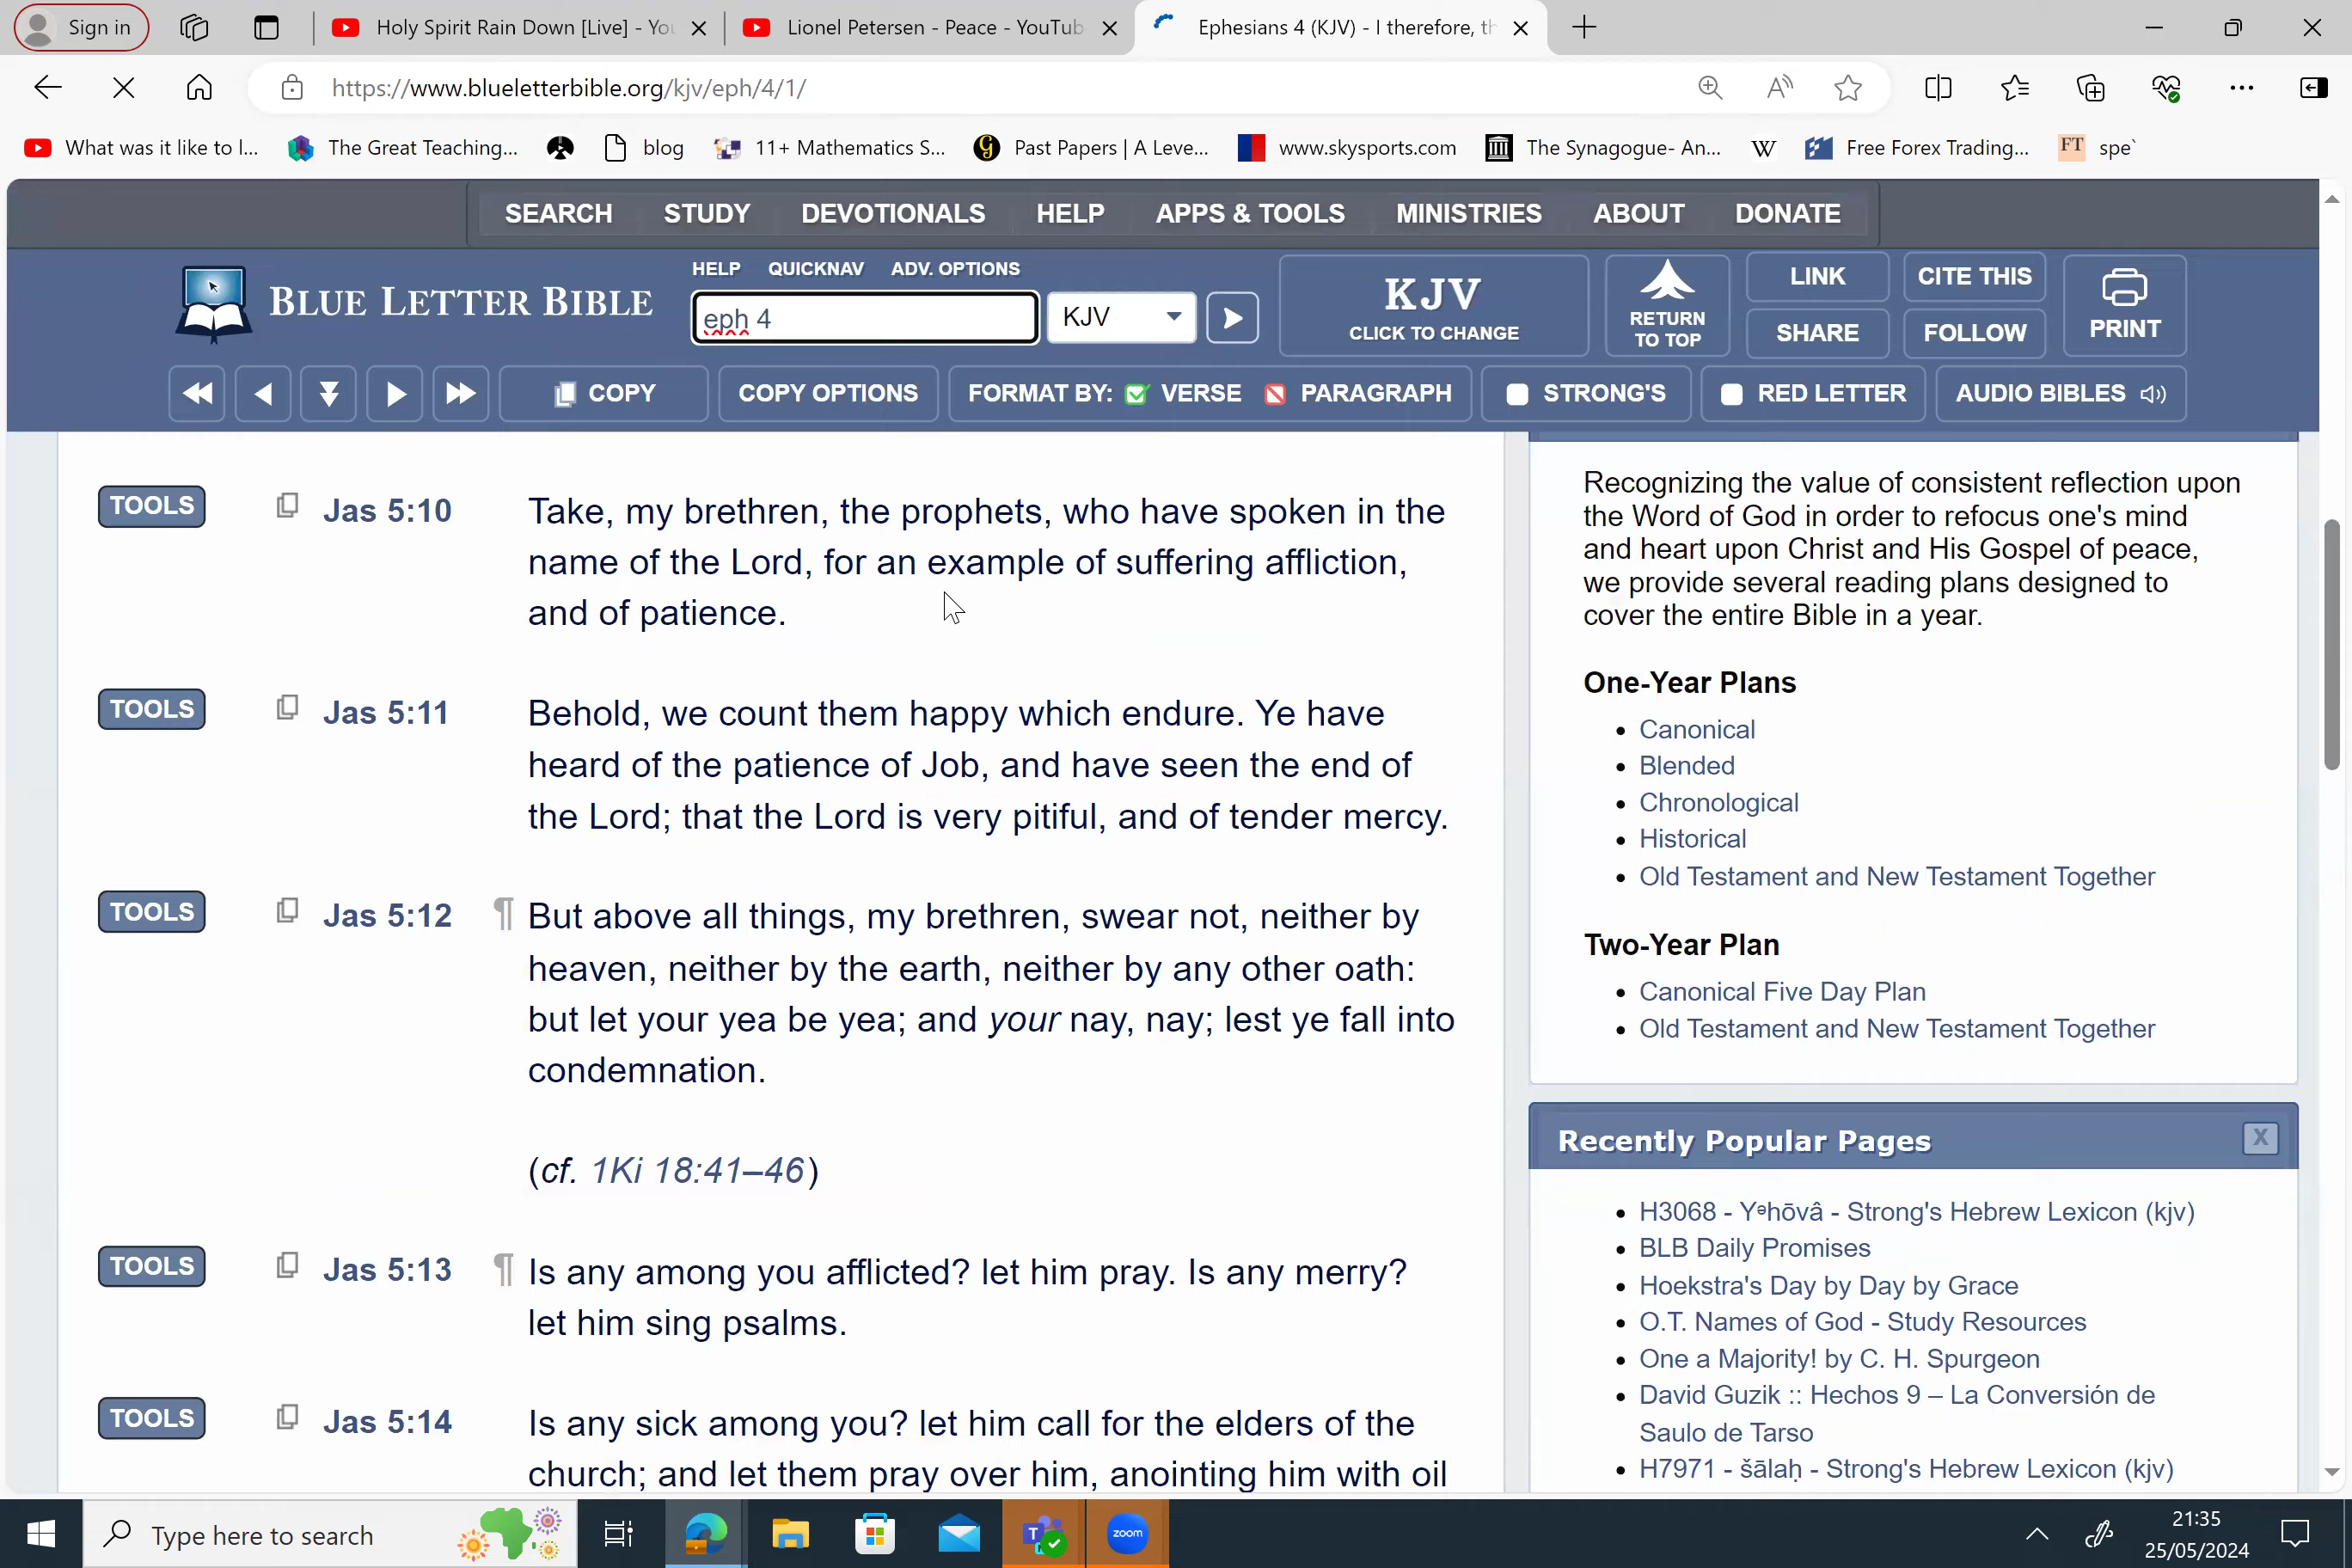 Sign in
Holy Spirit Rain Down [Live] - You
Lionel Petersen - Peace - YouTub
Ephesians 4 (KJV) - I therefore, th
https://www.blueletterbible.org/kjv/eph/4/1/
What was it like to l...
The Great Teaching...
blog
11+ Mathematics S...
Past Papers | A Leve...
www.skysports.com
The Synagogue- An...
W
Free Forex Trading...
FT
spe`
SEARCH
STUDY
DEVOTIONALS
HELP
APPS & TOOLS
MINISTRIES
ABOUT
DONATE
BLUE LETTER BIBLE
HELP
QUICKNAV
ADV. OPTIONS
eph 4
KJV
KJV
CLICK TO CHANGE
RETURN
TO TOP
LINK
CITE THIS
SHARE
FOLLOW
PRINT
COPY
COPY OPTIONS
FORMAT BY: VERSE PARAGRAPH
STRONG'S
RED LETTER
AUDIO BIBLES
TOOLS Jas 5:10 Take, my brethren, the prophets, who have spoken in the
name of the Lord, for an example of suffering affliction,
and of patience.
TOOLS Jas 5:11 Behold, we count them happy which endure. Ye have
heard of the patience of Job, and have seen the end of
the Lord; that the Lord is very pitiful, and of tender mercy.
TOOLS Jas 5:12 ¶ But above all things, my brethren, swear not, neither by
heaven, neither by the earth, neither by any other oath:
but let your yea be yea; and your nay, nay; lest ye fall into
condemnation.
(cf. 1Ki 18:41–46)
TOOLS Jas 5:13 ¶ Is any among you afflicted? let him pray. Is any merry?
let him sing psalms.
TOOLS Jas 5:14 Is any sick among you? let him call for the elders of the
church; and let them pray over him, anointing him with oil
Recognizing the value of consistent reflection upon
the Word of God in order to refocus one's mind
and heart upon Christ and His Gospel of peace,
we provide several reading plans designed to
cover the entire Bible in a year.
One-Year Plans
• Canonical
• Blended
• Chronological
• Historical
• Old Testament and New Testament Together
Two-Year Plan
• Canonical Five Day Plan
• Old Testament and New Testament Together
Recently Popular Pages
X
• H3068 - Yᵊhōvâ - Strong's Hebrew Lexicon (kjv)
• BLB Daily Promises
• Hoekstra's Day by Day by Grace
• O.T. Names of God - Study Resources
• One a Majority! by C. H. Spurgeon
• David Guzik :: Hechos 9 – La Conversión de
Saulo de Tarso
• H7971 - šālaḥ - Strong's Hebrew Lexicon (kjv)
Type here to search
zoom
21:35
25/05/2024